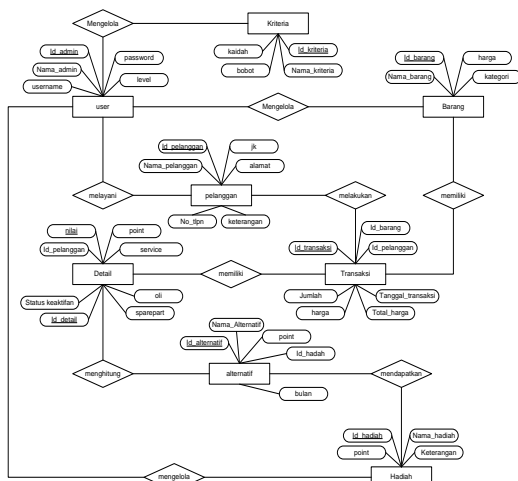 Mengelola
Kriteria
Id_admin
password
kaidah
Id_kriteria
Nama_admin
level
bobot
Nama_kriteria
username
Id_barang
harga
Nama_barang
kategori
user
Mengelola
Barang
Id_pelanggan
jk
Nama_pelanggan
alamat
melayani
pelanggan
melakukan
memiliki
No_tlpn
keterangan
nilai
point
Id_barang
Id_pelanggan
service
Id_transaksi
Id_pelanggan
Detail
memiliki
Transaksi
Status keaktifan
oli
Jumlah
Tanggal_transaksi
Id_detail
sparepart
harga
Total_harga
Nama_Alternatif
point
Id_alternatif
Id_hadah
menghitung
alternatif
mendapatkan
bulan
Id_hadiah
Nama_hadiah
point
Keterangan
mengelola
Hadiah